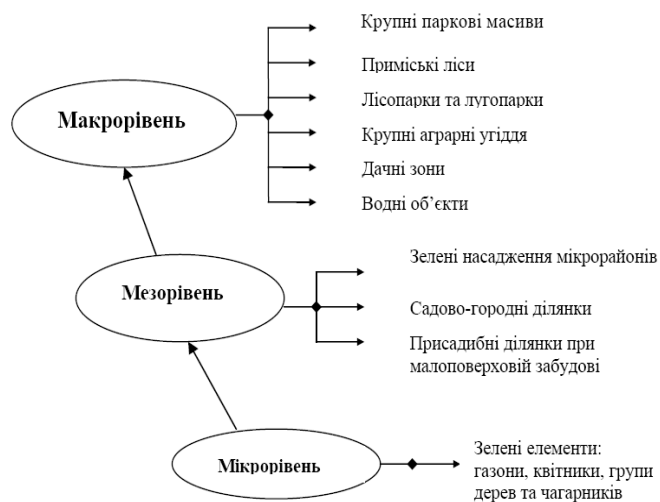 Крупні паркові масиви
Приміські ліси
Лісопарки та лугопарки
Макрорівень
Крупні аграрні угіддя
Дачні зони
Водні об’єкти
Зелені насадження мікрорайонів
Мезорівень
Садово-городні ділянки
Присадибні ділянки при
малоповерховій забудові
Мікрорівень
Зелені елементи:
газони, квітники, групи
дерев та чагарників